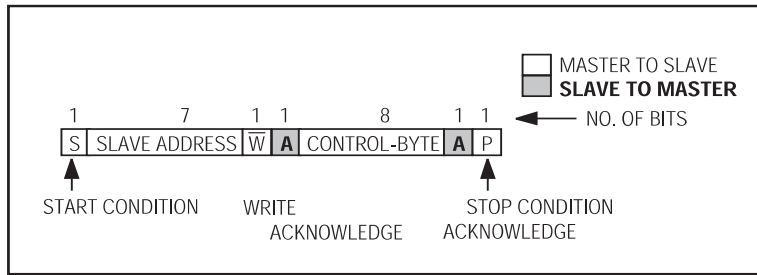 MASTER TO SLAVE
SLAVE TO MASTER
1 7 1 1 8 1 1 NO. OF BITS
S SLAVE ADDRESS W̅ A CONTROL-BYTE A P
START CONDITION WRITE STOP CONDITION
ACKNOWLEDGE ACKNOWLEDGE